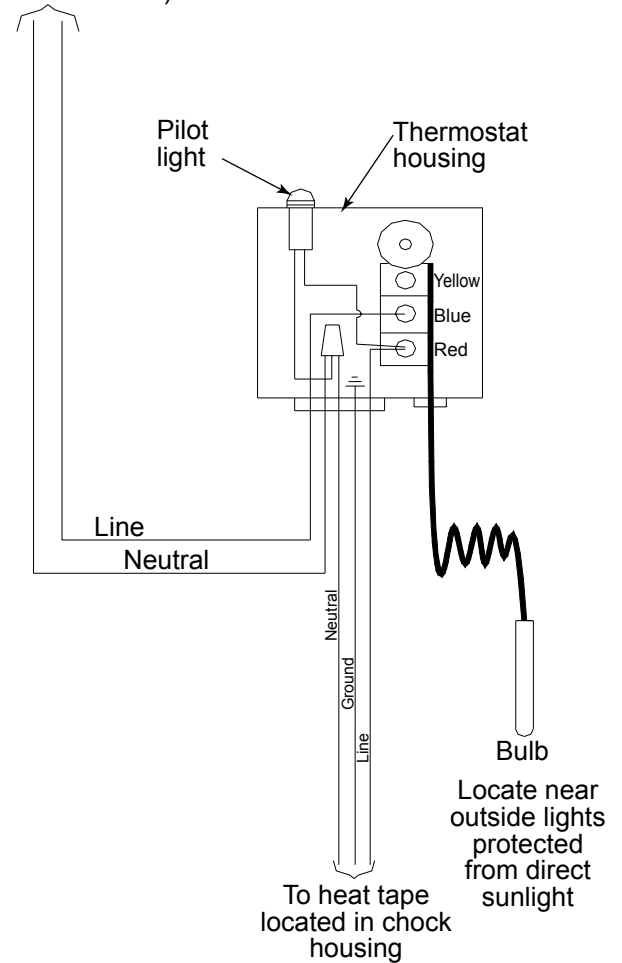 Pilot
light
Thermostat
housing
Yellow
Blue
Red
Line
Neutral
Neutral
Ground
Line
Bulb
Locate near
outside lights
protected
from direct
sunlight
To heat tape
located in chock
housing